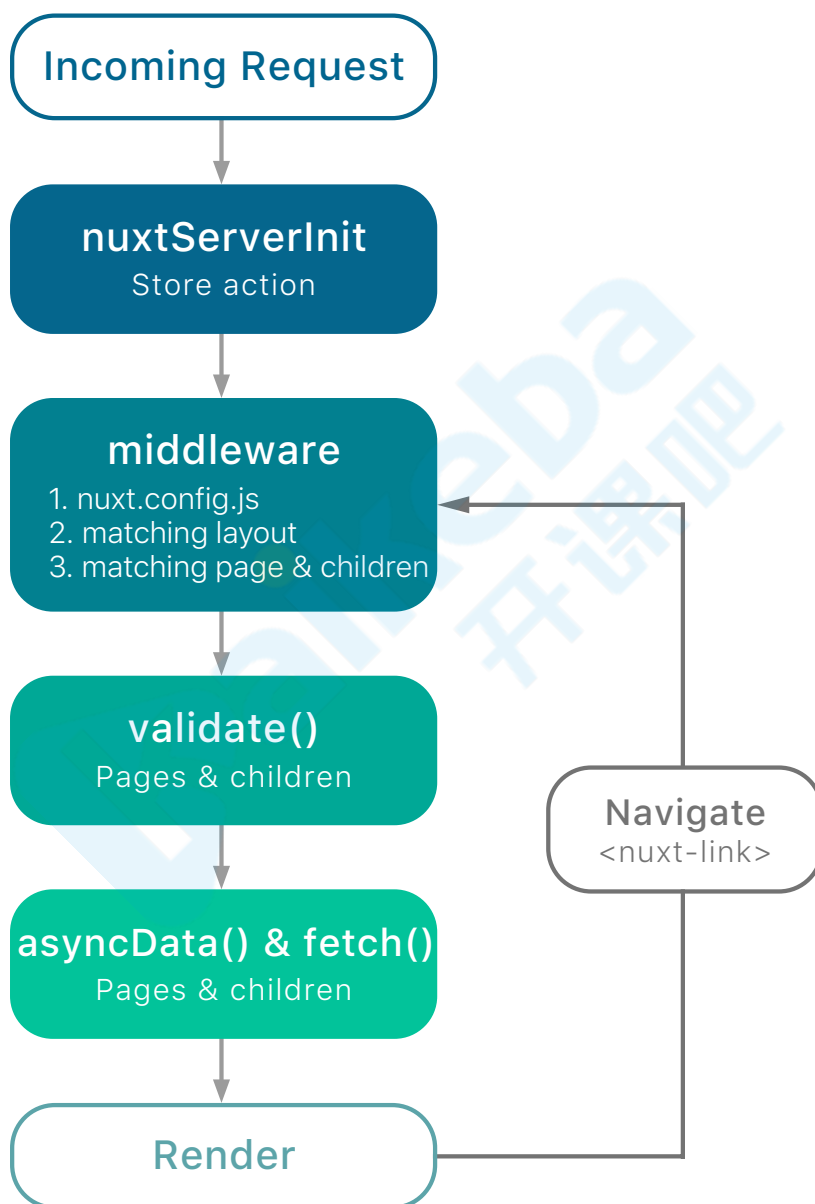 Incoming Request
nuxtServerInit
Store action
middleware
1. nuxt.config.js
2. matching layout
3. matching page & children
validate()
Pages & children
Navigate
<nuxt-link>
asyncData() & fetch()
Pages & children
Render
kaikeba
开课吧